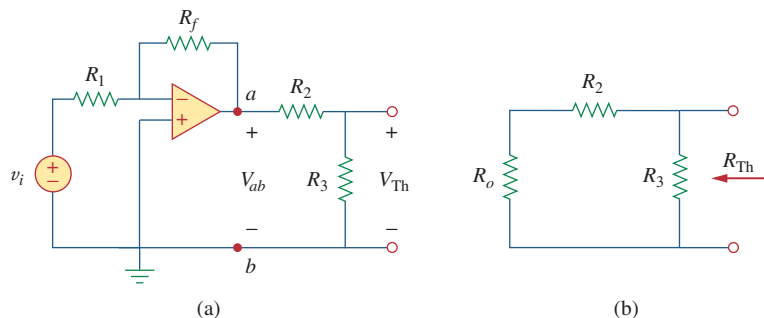 R_f
R_1
a
R_2
R_2
−
+
+
+
v_i
+
−
V_ab
R_3
V_Th
R_o
R_3
R_Th
−
−
b
(a)
(b)